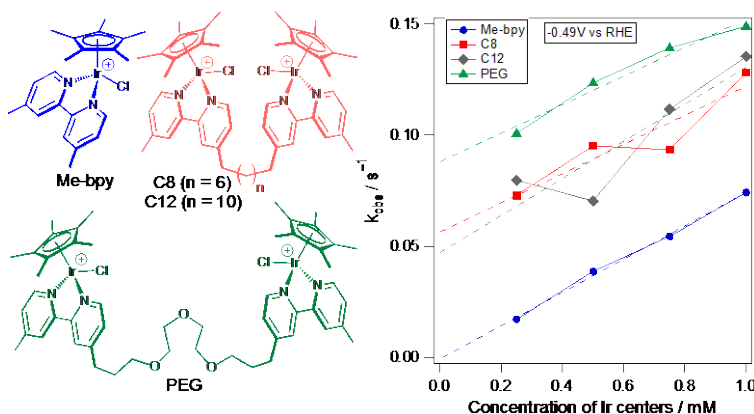 Ir
Cl
N
N
Me-bpy
Ir
Cl
N
N
Cl
Ir
N
N
n
C8 (n = 6)
C12 (n = 10)
Ir
Cl
N
N
Cl
Ir
N
N
O
O
O
PEG
Me-bpy
C8
C12
PEG
-0.49V vs RHE
0.15
0.10
0.05
0.00
kobs / s⁻¹
0.0
0.2
0.4
0.6
0.8
1.0
Concentration of Ir centers / mM